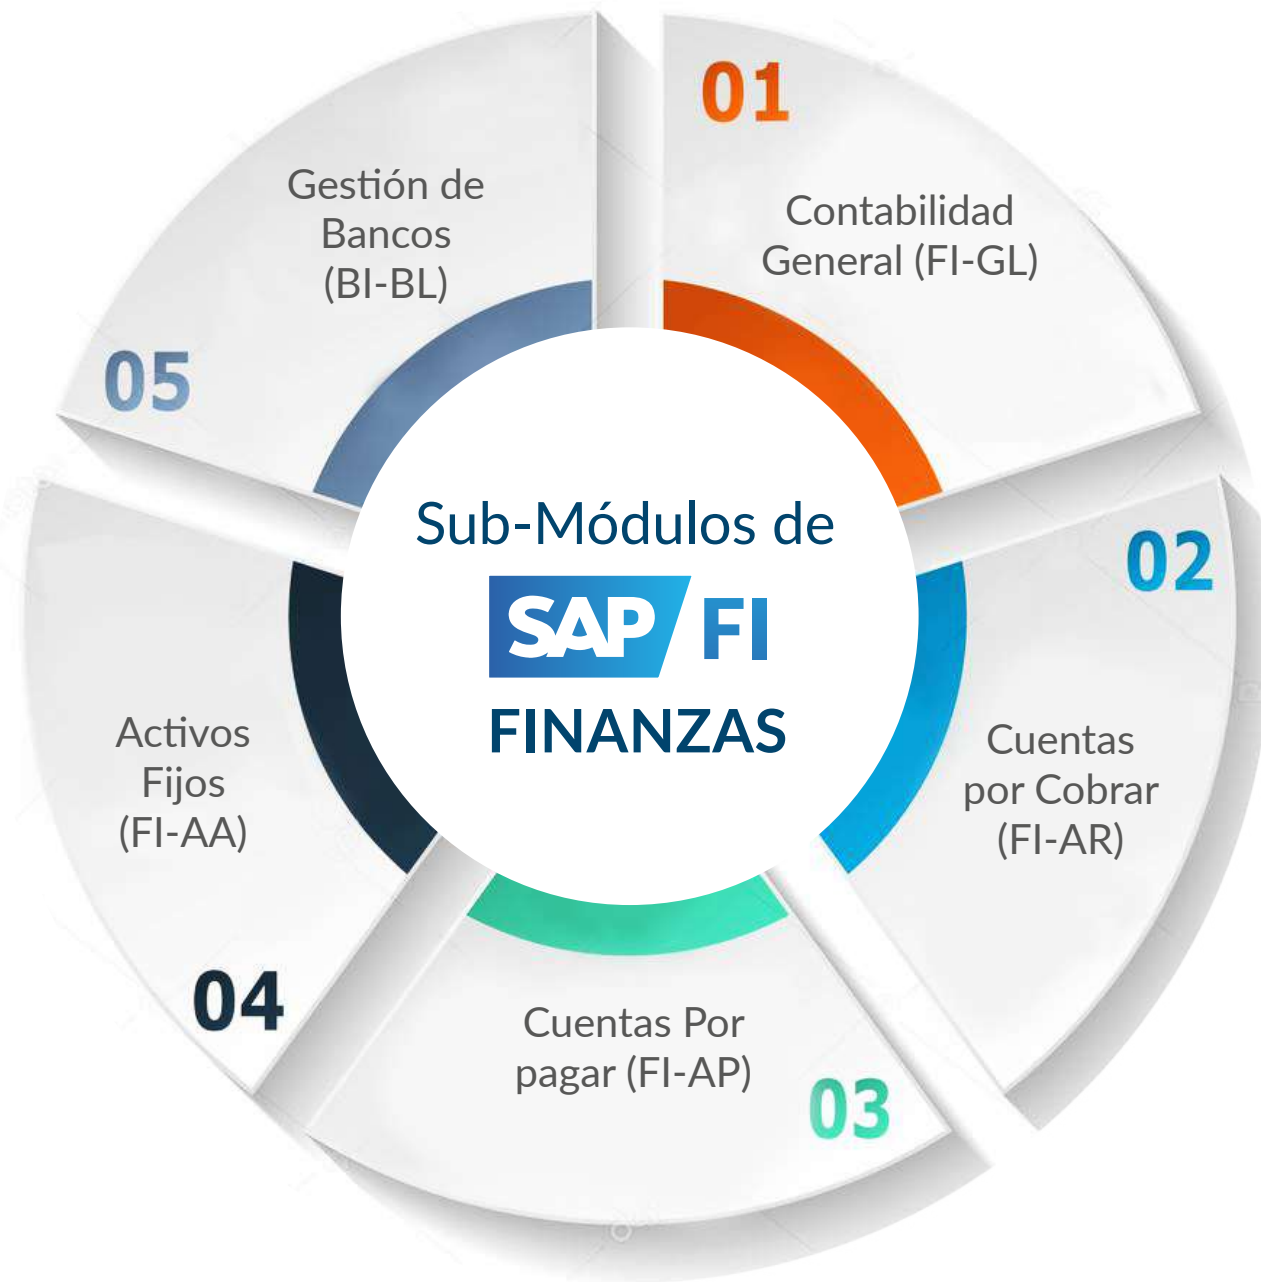 Sub-Módulos de
SAP FI
FINANZAS
01
Contabilidad
General (FI-GL)
02
Cuentas
por Cobrar
(FI-AR)
03
Cuentas Por
pagar (FI-AP)
04
Activos
Fijos
(FI-AA)
05
Gestión de
Bancos
(BI-BL)